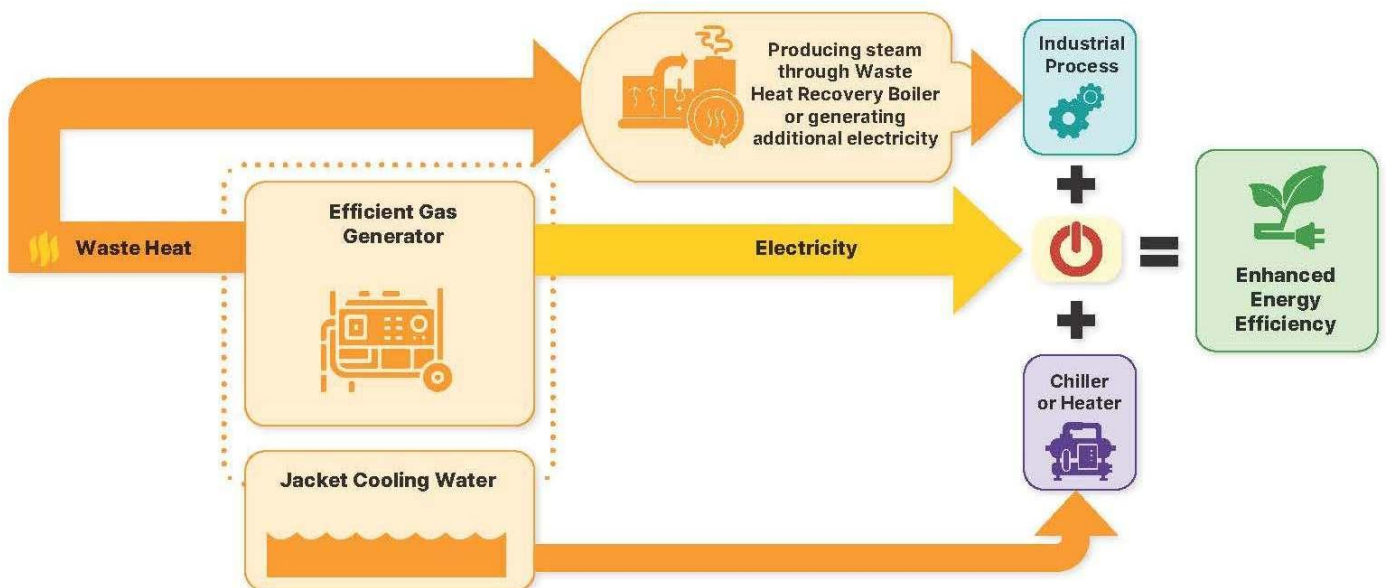 Producing steam
through Waste
Heat Recovery Boiler
or generating
additional electricity
Industrial
Process
Efficient Gas
Generator
Waste Heat
Electricity
+
+
=
Enhanced
Energy
Efficiency
Chiller
or Heater
Jacket Cooling Water